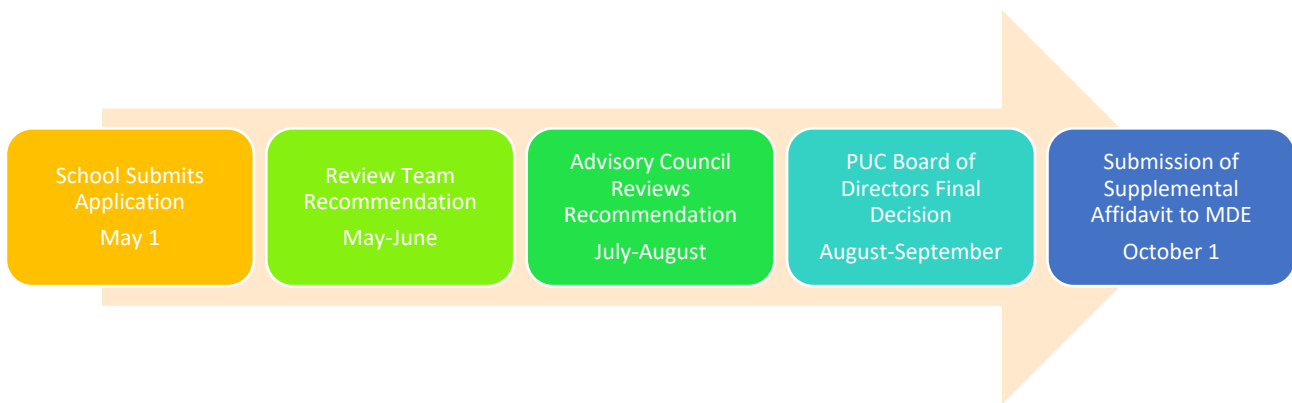 School Submits
Application
May 1
Review Team
Recommendation
May-June
Advisory Council
Reviews
Recommendation
July-August
PUC Board of
Directors Final
Decision
August-September
Submission of
Supplemental
Affidavit to MDE
October 1